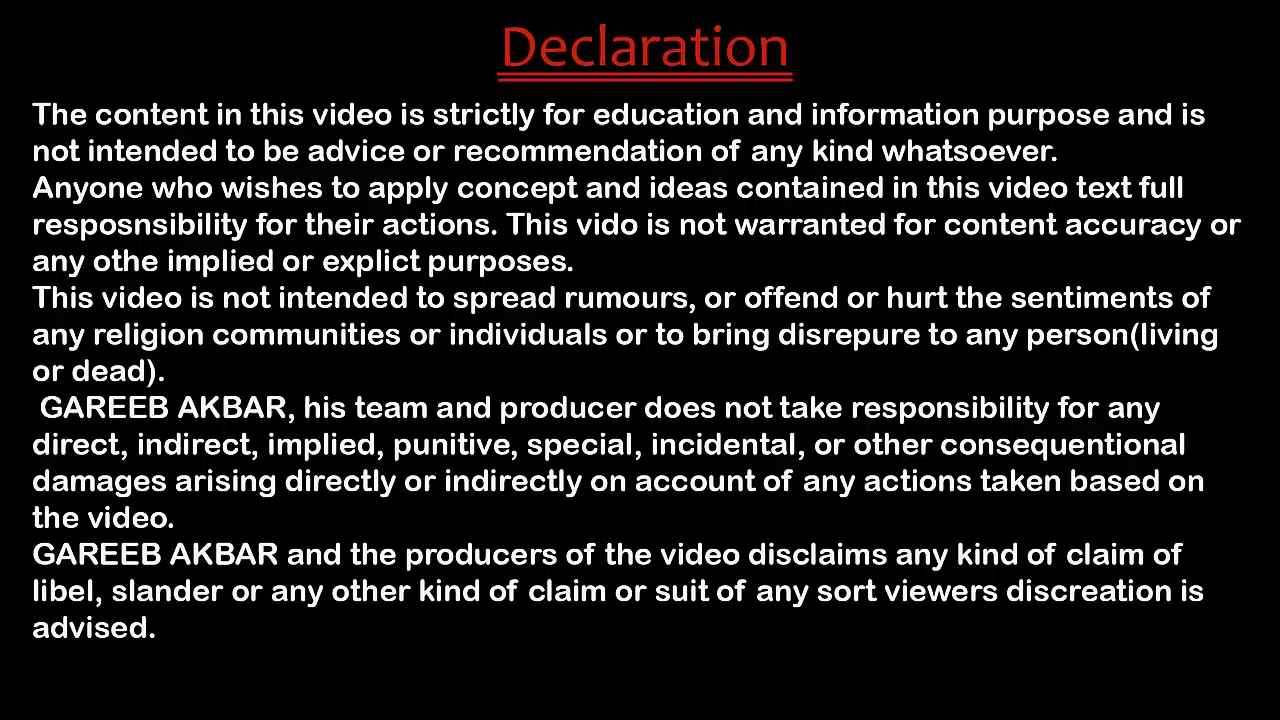 Declaration
The content in this video is strictly for education and information purpose and is
not intended to be advice or recommendation of any kind whatsoever.
Anyone who wishes to apply concept and ideas contained in this video text full
resposnsibility for their actions. This vido is not warranted for content accuracy or
any othe implied or explict purposes.
This video is not intended to spread rumours, or offend or hurt the sentiments of
any religion communities or individuals or to bring disrepure to any person(living
or dead).
GAREEB AKBAR, his team and producer does not take responsibility for any
direct, indirect, implied, punitive, special, incidental, or other consequentional
damages arising directly or indirectly on account of any actions taken based on
the video.
GAREEB AKBAR and the producers of the video disclaims any kind of claim of
libel, slander or any other kind of claim or suit of any sort viewers discreation is
advised.